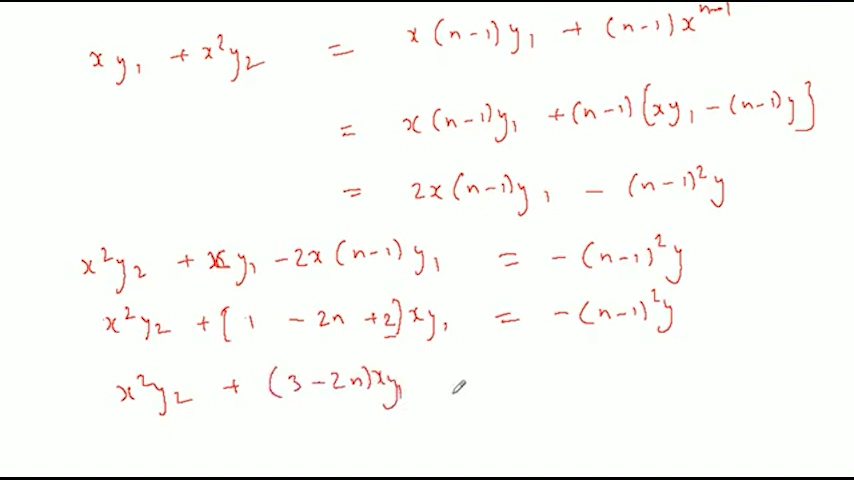 xy₁ + x²y₂ = x(n-1)y₁ + (n-1)xⁿ⁻¹
= x(n-1)y₁ + (n-1){xy₁ - (n-1)y}
= 2x(n-1)y₁ - (n-1)²y
x²y₂ + xy₁ - 2x(n-1)y₁ = -(n-1)²y
x²y₂ + [1 - 2n + 2]xy₁ = -(n-1)²y
x²y₂ + (3-2n)xy₁